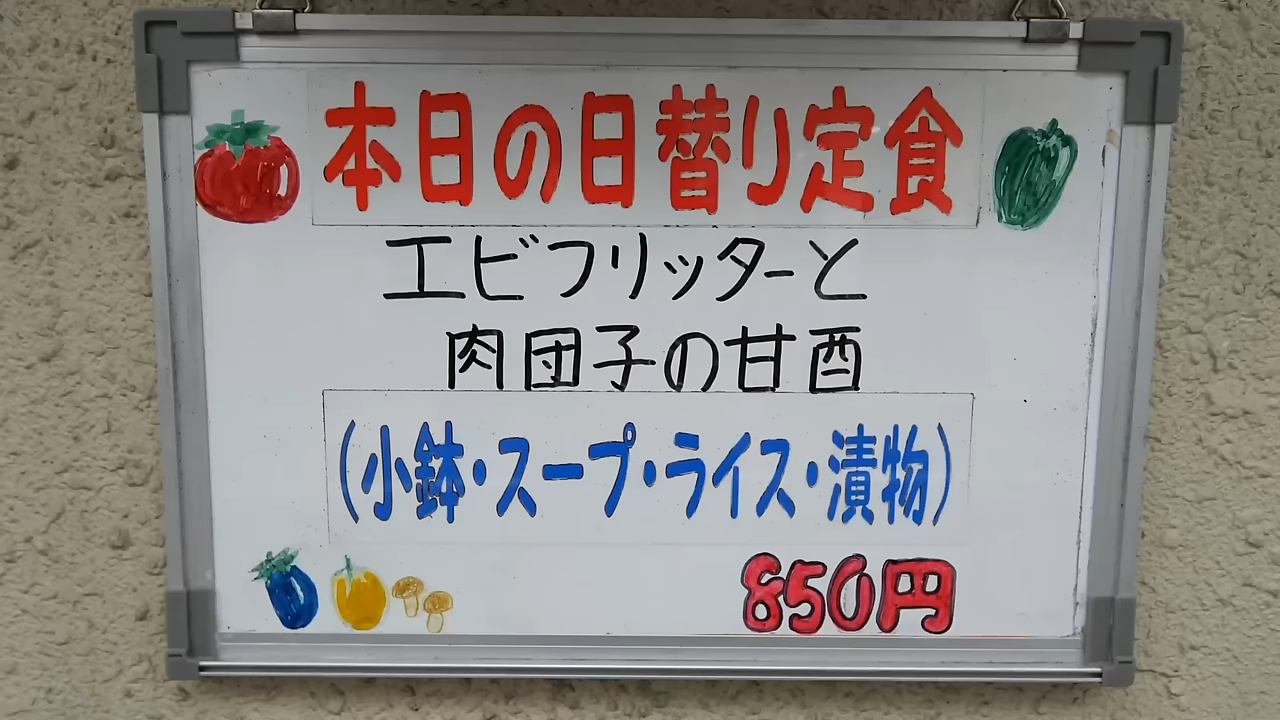 本日の日替り定食
エビフリッターと
肉団子の甘酉
(小鉢・スープ・ライス・漬物)
850円